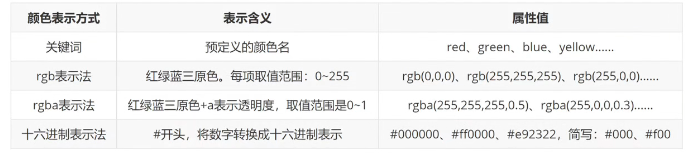 颜色表示方式 表示含义 属性值
关键词 预定义的颜色名 red、green、blue、yellow......
rgb表示法 红绿蓝三原色。每项取值范围：0~255 rgb(0,0,0)、rgb(255,255,255)、rgb(255,0,0)......
rgba表示法 红绿蓝三原色+a表示透明度，取值范围是0~1 rgba(255,255,255,0.5)、rgba(255,0,0,0.3)......
十六进制表示法 #开头，将数字转换成十六进制表示 #000000、#ff0000、#e92322，简写：#000、#f00